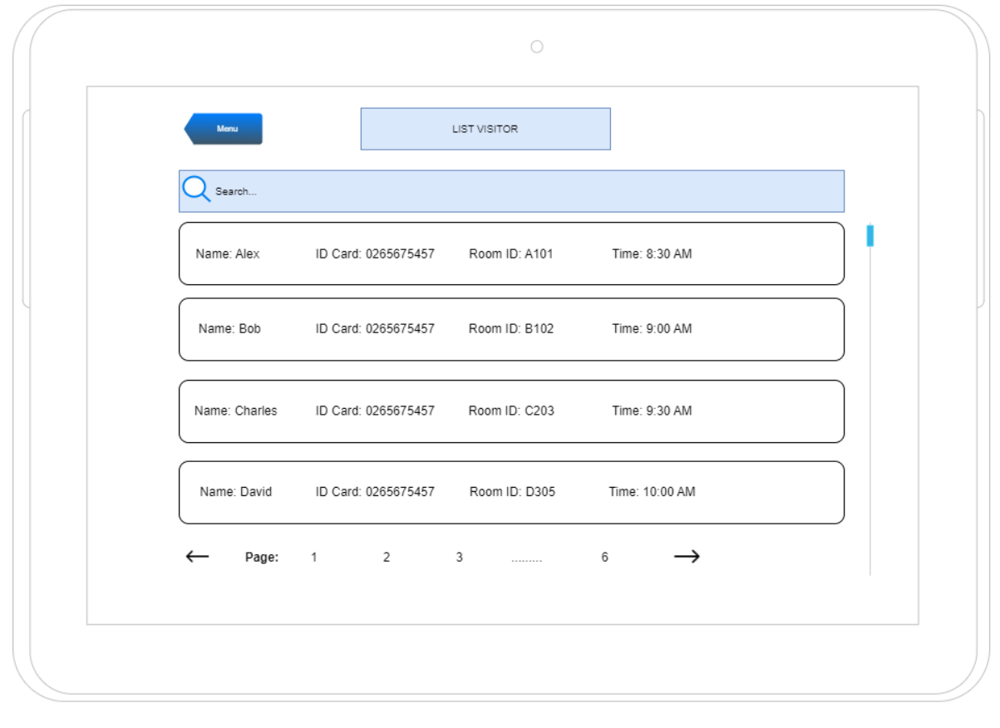 Menu
LIST VISITOR
Search...
Name: Alex ID Card: 0265675457 Room ID: A101 Time: 8:30 AM
Name: Bob ID Card: 0265675457 Room ID: B102 Time: 9:00 AM
Name: Charles ID Card: 0265675457 Room ID: C203 Time: 9:30 AM
Name: David ID Card: 0265675457 Room ID: D305 Time: 10:00 AM
Page: 1 2 3 ......... 6